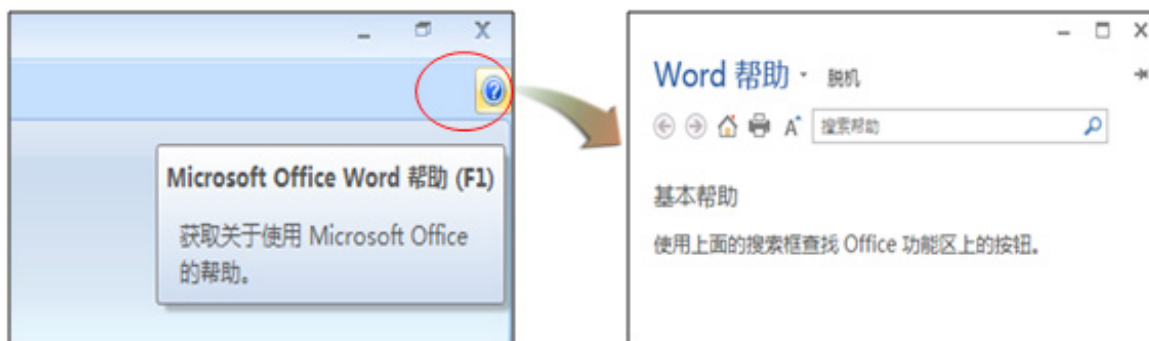 Microsoft Office Word 帮助 (F1)
获取关于使用 Microsoft Office
的帮助。
Word 帮助 脱机
搜索帮助
基本帮助
使用上面的搜索框查找 Office 功能区上的按钮。